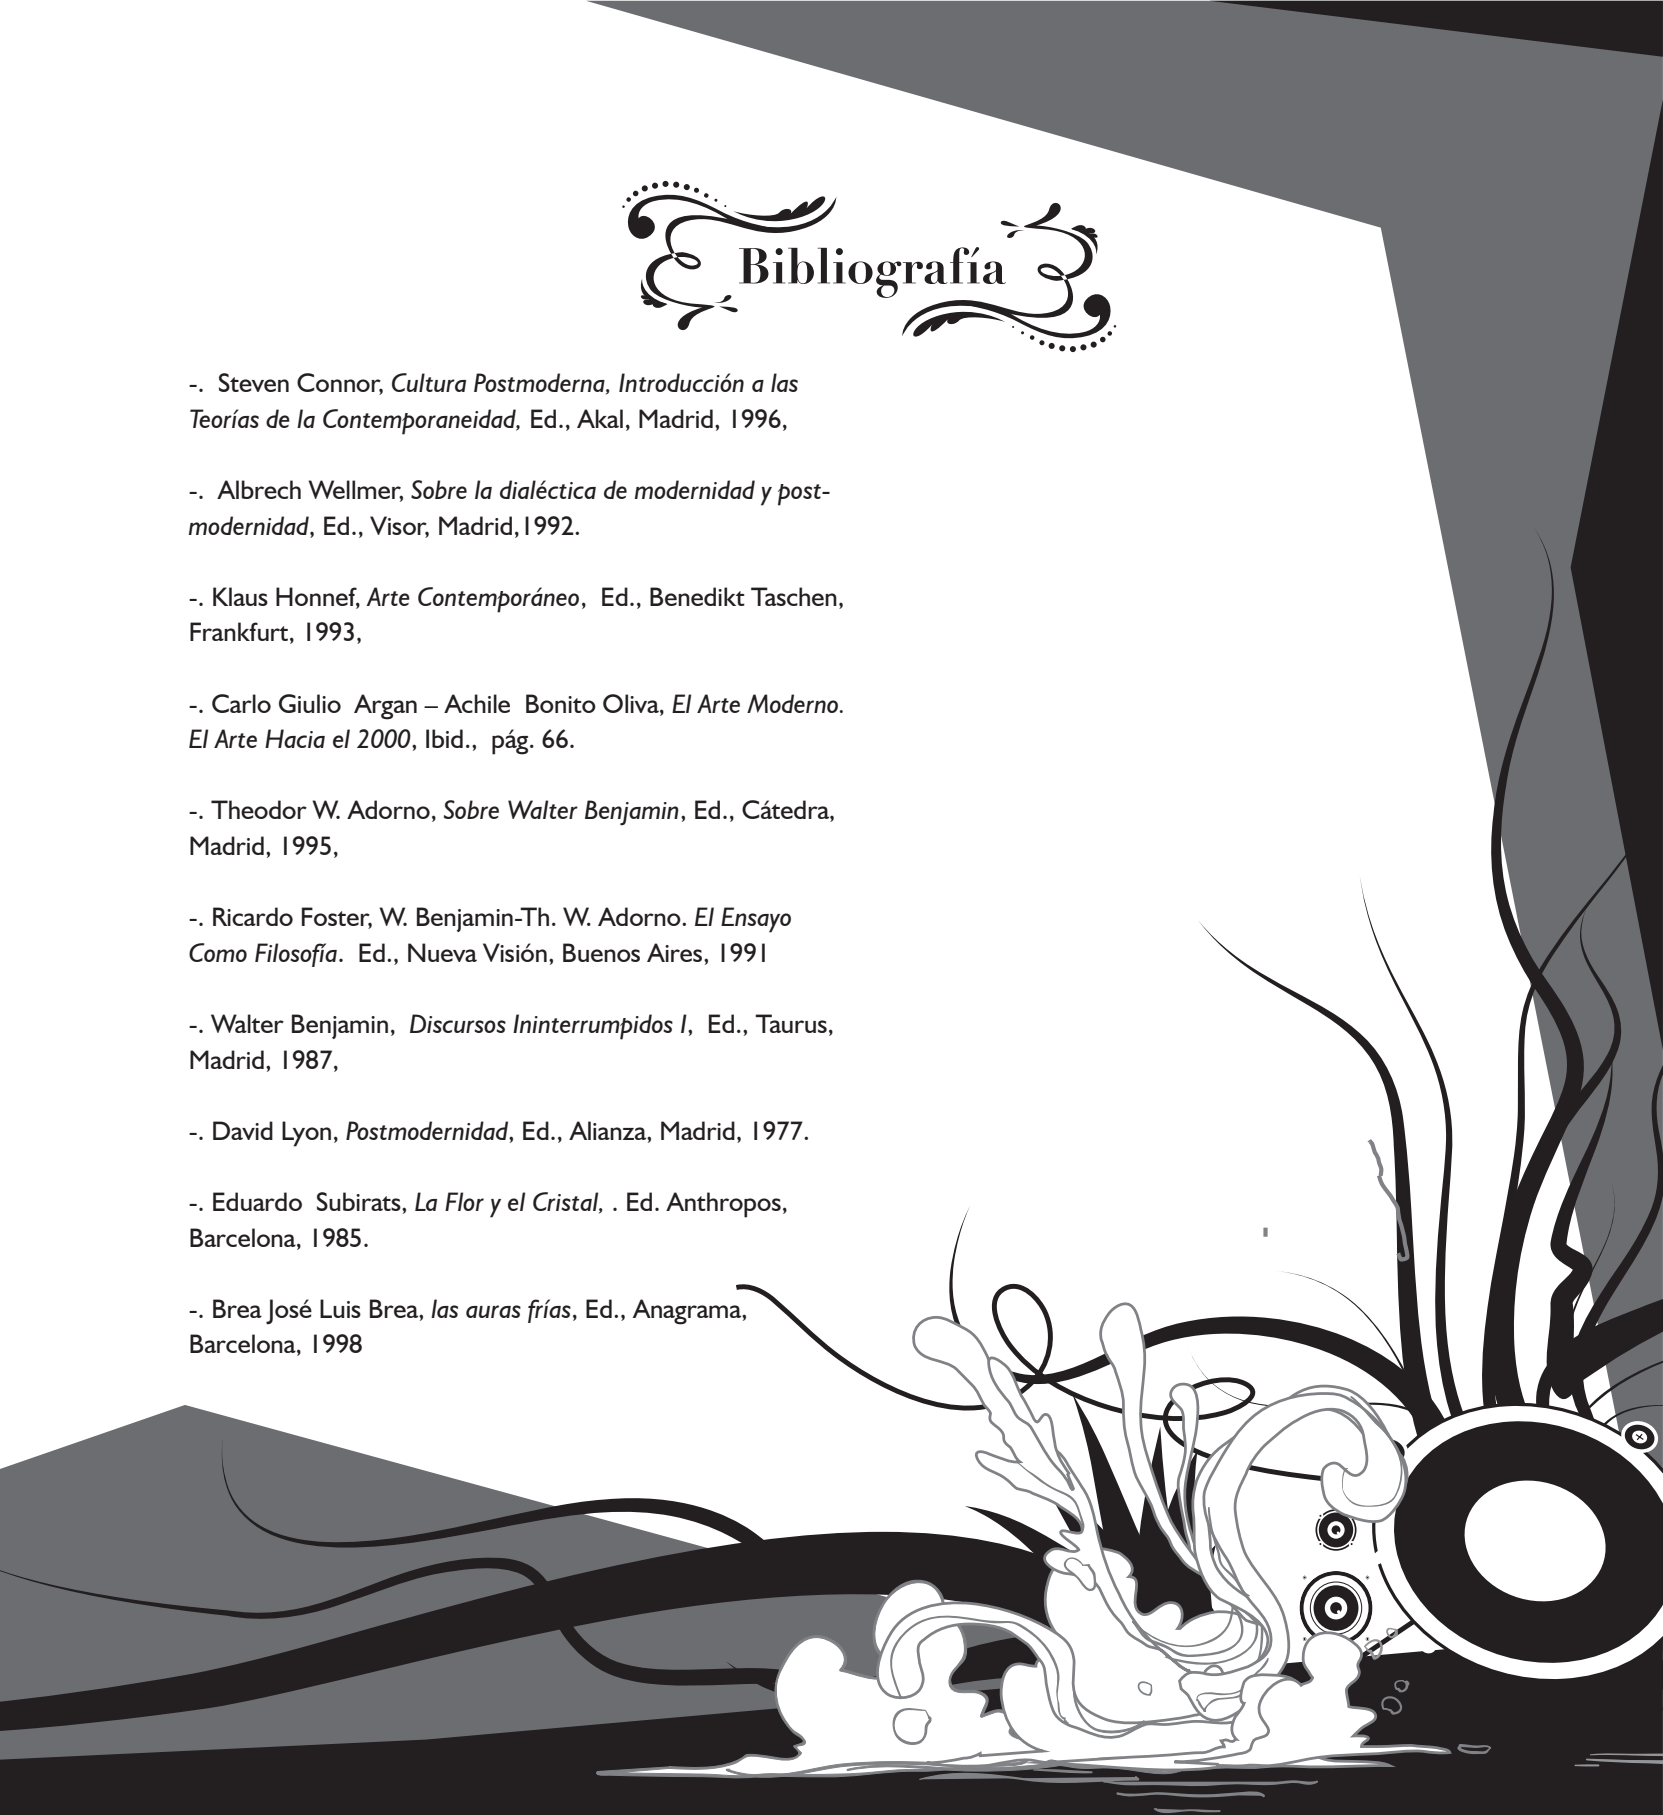 Bibliografía
-. Steven Connor, Cultura Postmoderna, Introducción a las
Teorías de la Contemporaneidad, Ed., Akal, Madrid, 1996,
-. Albrech Wellmer, Sobre la dialéctica de modernidad y post-
modernidad, Ed., Visor, Madrid,1992.
-. Klaus Honnef, Arte Contemporáneo, Ed., Benedikt Taschen,
Frankfurt, 1993,
-. Carlo Giulio Argan – Achile Bonito Oliva, El Arte Moderno.
El Arte Hacia el 2000, Ibid., pág. 66.
-. Theodor W. Adorno, Sobre Walter Benjamin, Ed., Cátedra,
Madrid, 1995,
-. Ricardo Foster, W. Benjamin-Th. W. Adorno. El Ensayo
Como Filosofía. Ed., Nueva Visión, Buenos Aires, 1991
-. Walter Benjamin, Discursos Ininterrumpidos I, Ed., Taurus,
Madrid, 1987,
-. David Lyon, Postmodernidad, Ed., Alianza, Madrid, 1977.
-. Eduardo Subirats, La Flor y el Cristal, . Ed. Anthropos,
Barcelona, 1985.
-. Brea José Luis Brea, las auras frías, Ed., Anagrama,
Barcelona, 1998